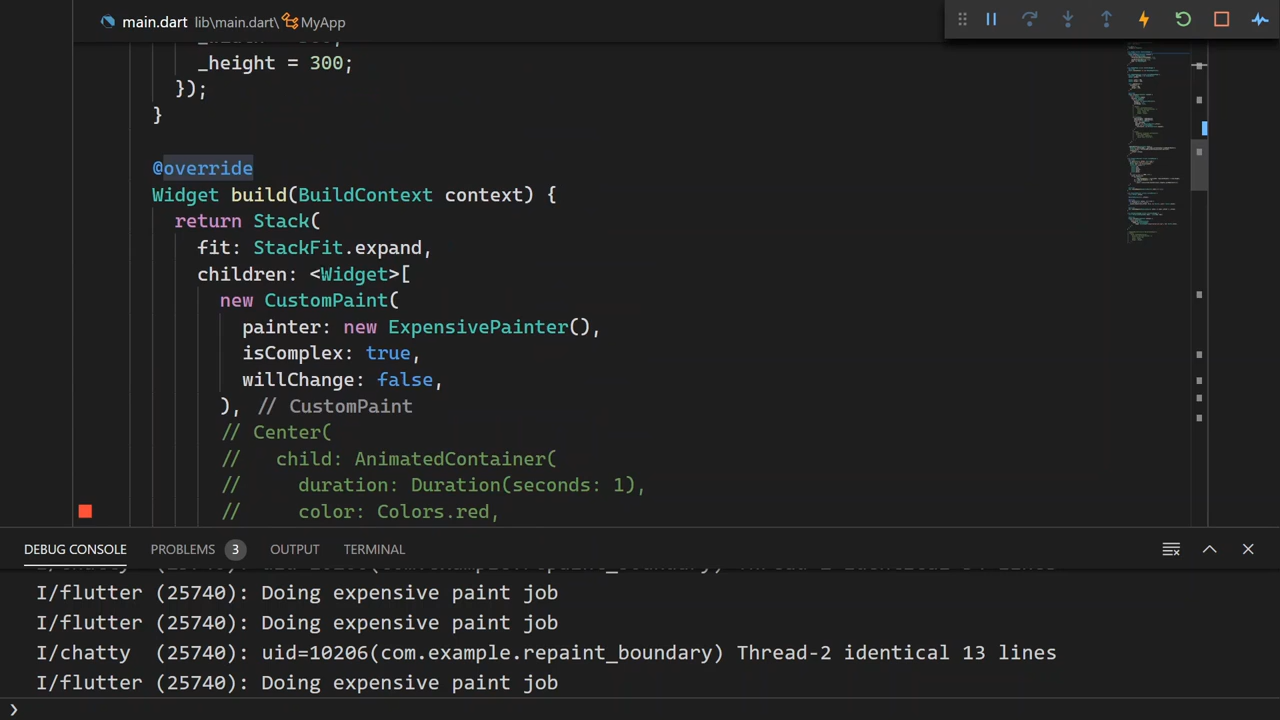 main.dart lib\main.dart\ MyApp
_height = 300;
});
}
@override
Widget build(BuildContext context) {
return Stack(
fit: StackFit.expand,
children: <Widget>[
new CustomPaint(
painter: new ExpensivePainter(),
isComplex: true,
willChange: false,
), // CustomPaint
// Center(
// child: AnimatedContainer(
// duration: Duration(seconds: 1),
// color: Colors.red,
DEBUG CONSOLE PROBLEMS 3 OUTPUT TERMINAL
I/flutter (25740): Doing expensive paint job
I/flutter (25740): Doing expensive paint job
I/chatty (25740): uid=10206(com.example.repaint_boundary) Thread-2 identical 13 lines
I/flutter (25740): Doing expensive paint job